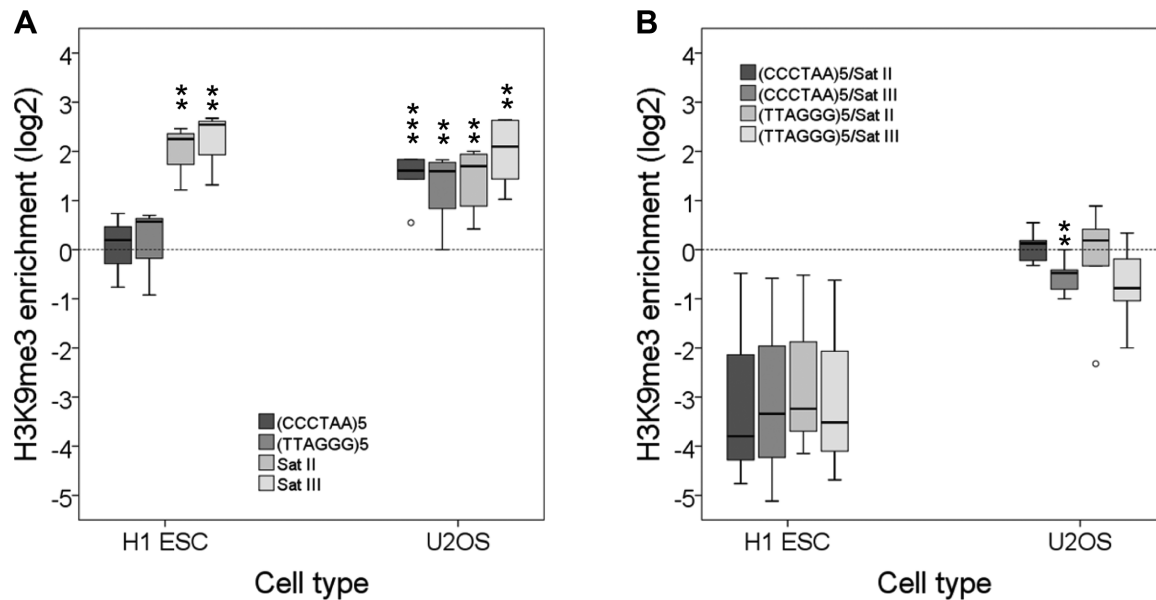 A
H3K9me3 enrichment (log2)
4
3
2
1
0
-1
-2
-3
-4
-5
** ** *** ** ** **
(CCCTAA)5
(TTAGGG)5
Sat II
Sat III
H1 ESC
U2OS
Cell type
B
H3K9me3 enrichment (log2)
4
3
2
1
0
-1
-2
-3
-4
-5
(CCCTAA)5/Sat II
(CCCTAA)5/Sat III
(TTAGGG)5/Sat II
(TTAGGG)5/Sat III
**
H1 ESC
U2OS
Cell type